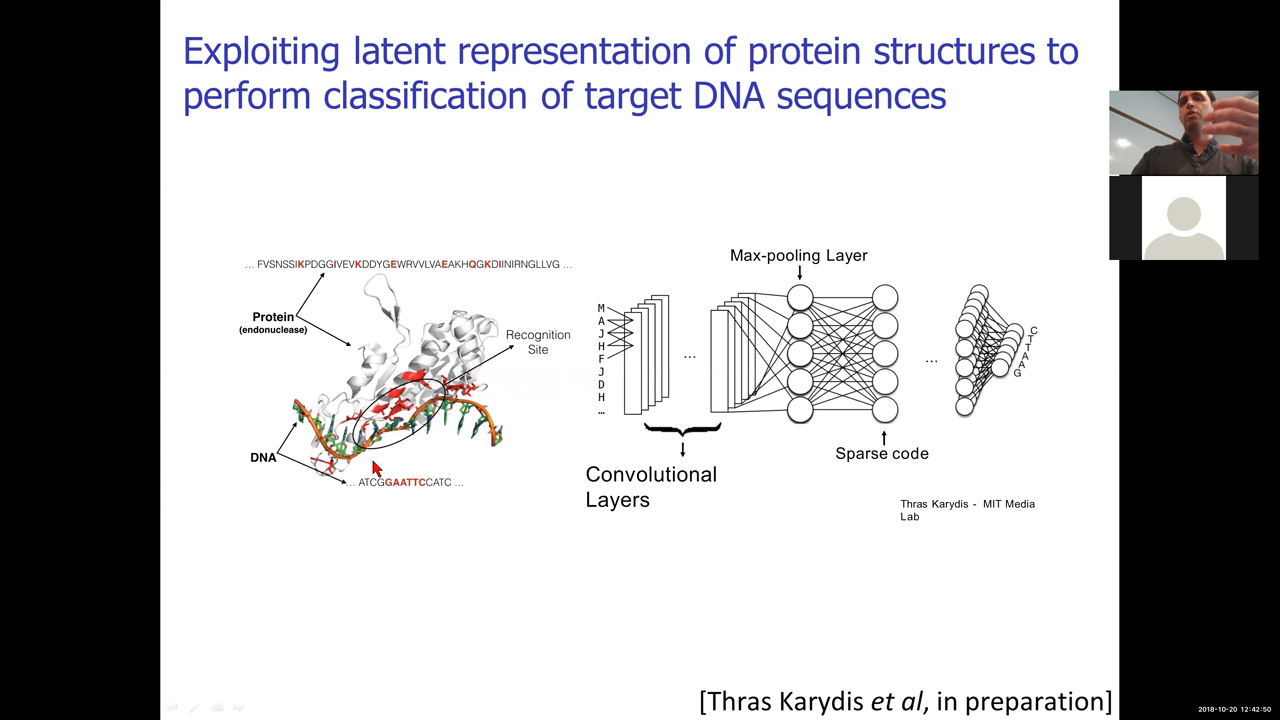 Exploiting latent representation of protein structures to
perform classification of target DNA sequences
... FVSNSSIKPDGGIVEVKDDYGEWRVVLVAEAKHQGKDIINIRNGLLVG ...
Protein
(endonuclease)
Recognition
Site
DNA
... ATCGGAATTCCATC ...
Max-pooling Layer
M
A
J
H
F
J
D
H
...
...
...
C
T
T
A
A
G
Convolutional
Layers
Sparse code
Thras Karydis - MIT Media
Lab
[Thras Karydis et al, in preparation]
2018-10-20 12:42:50